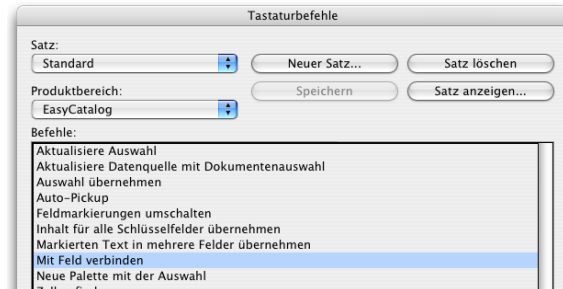 Tastaturbefehle
Satz:
Standard
Neuer Satz...
Satz löschen
Produktbereich:
EasyCatalog
Speichern
Satz anzeigen...
Befehle:
Aktualisiere Auswahl
Aktualisiere Datenquelle mit Dokumentenauswahl
Auswahl übernehmen
Auto-Pickup
Feldmarkierungen umschalten
Inhalt für alle Schlüsselfelder übernehmen
Markierten Text in mehrere Felder übernehmen
Mit Feld verbinden
Neue Palette mit der Auswahl